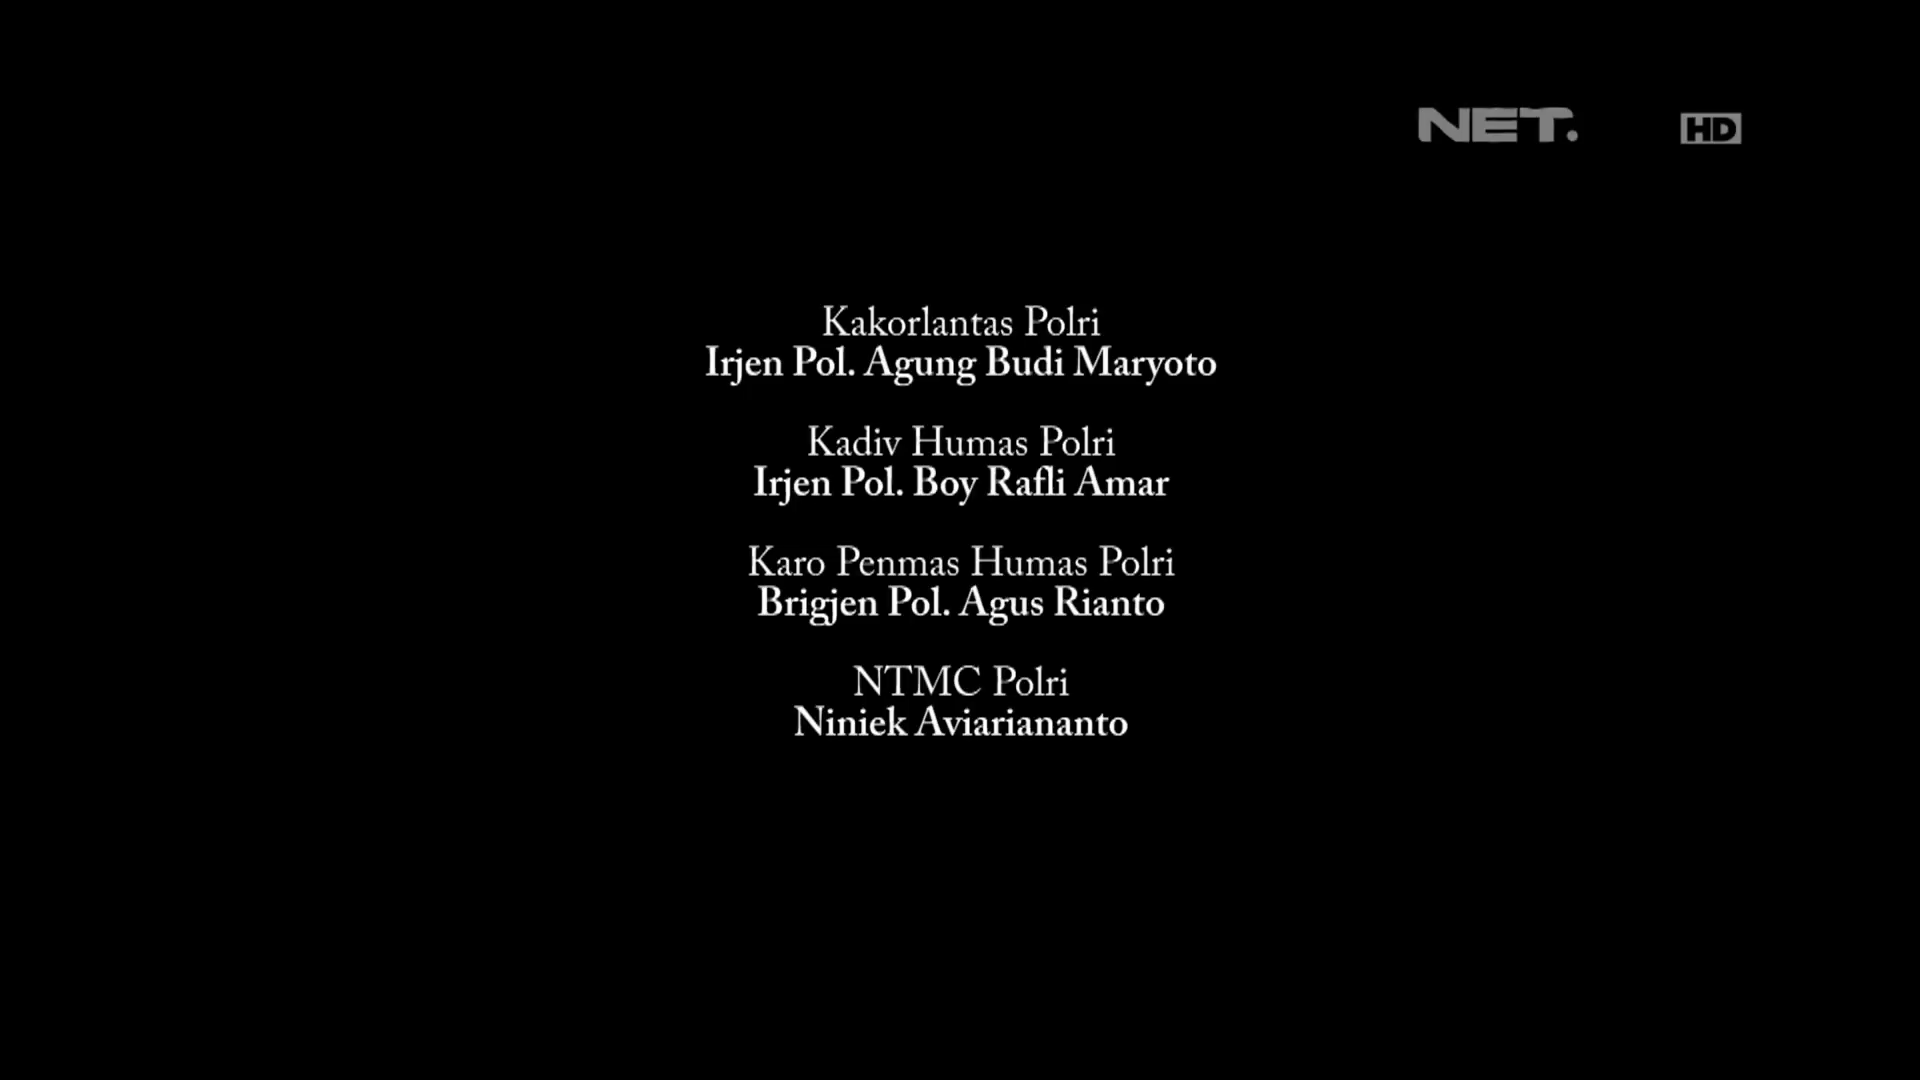 NET.
HD
Kakorlantas Polri
Irjen Pol. Agung Budi Maryoto
Kadiv Humas Polri
Irjen Pol. Boy Rafli Amar
Karo Penmas Humas Polri
Brigjen Pol. Agus Rianto
NTMC Polri
Niniek Aviariananto